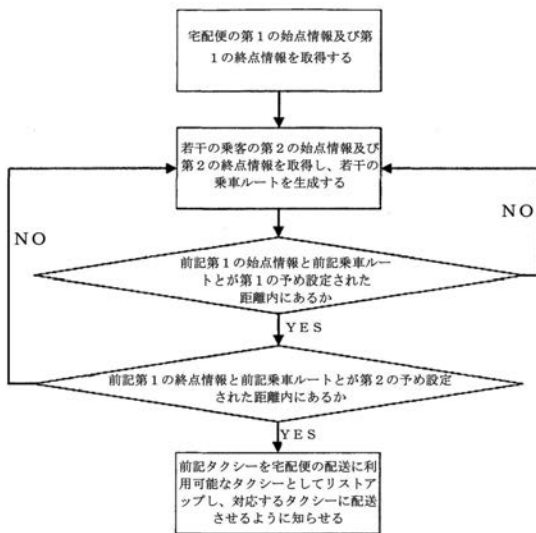 宅配便の第１の始点情報及び第
１の終点情報を取得する
若干の乗客の第２の始点情報及び
第２の終点情報を取得し、若干の
乗車ルートを生成する
NO
NO
前記第１の始点情報と前記乗車ルー
トとが第１の予め設定された
距離内にあるか
YES
前記第１の終点情報と前記乗車ルートとが第２の予め設定
された距離内にあるか
YES
前記タクシーを宅配便の配送に利
用可能なタクシーとしてリストア
ップし、対応するタクシーに配送
させるように知らせる